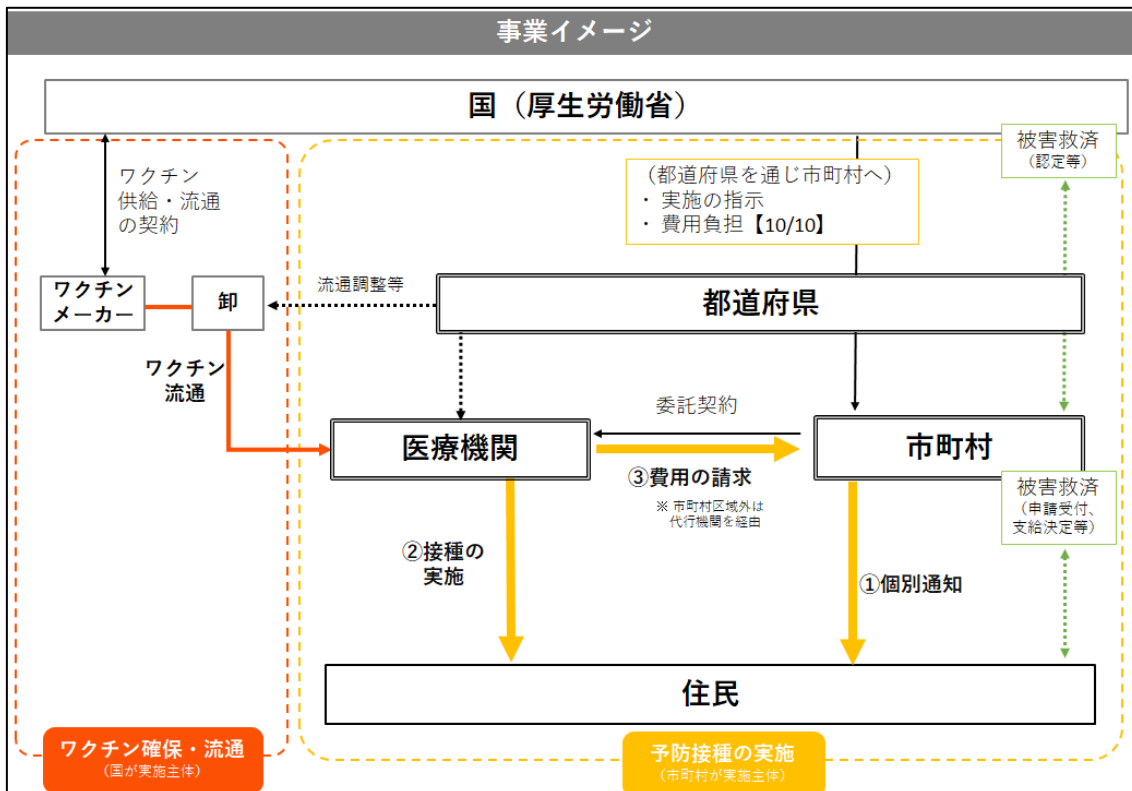 事業イメージ
国（厚生労働省）
ワクチン
供給・流通
の契約
（都道府県を通じ市町村へ）
・ 実施の指示
・ 費用負担【10/10】
被害救済
（認定等）
ワクチン
メーカー
卸
流通調整等
都道府県
ワクチン
流通
医療機関
委託契約
市町村
③費用の請求
※ 市町村区域外は
代行機関を経由
被害救済
（申請受付、
支給決定等）
②接種の
実施
①個別通知
住民
ワクチン確保・流通
（国が実施主体）
予防接種の実施
（市町村が実施主体）